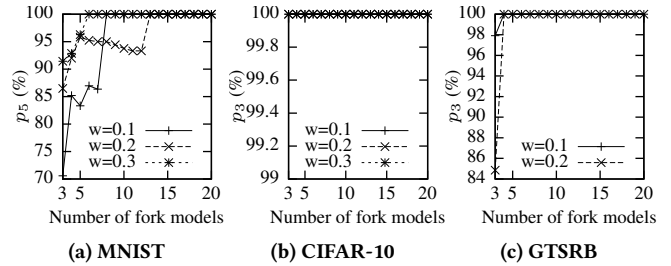 p5 (%)
100
95
90
85
80
75
70
w=0.1
w=0.2
w=0.3
3 5 10 15 20
Number of fork models
(a) MNIST
p3 (%)
100
99.8
99.6
99.4
99.2
99
w=0.1
w=0.2
w=0.3
3 5 10 15 20
Number of fork models
(b) CIFAR-10
p3 (%)
100
98
96
94
92
90
88
86
84
w=0.1
w=0.2
3 5 10 15 20
Number of fork models
(c) GTSRB